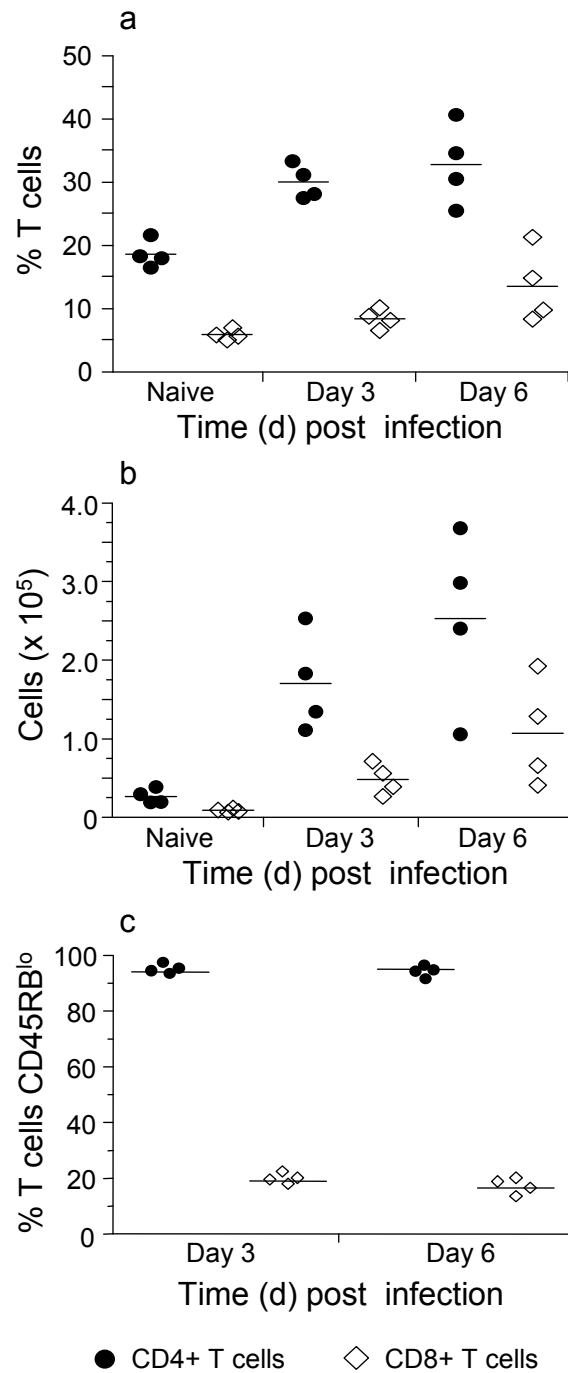 a
50
40
30
20
10
0
% T cells
Naive Day 3 Day 6
Time (d) post infection
b
4.0
3.0
2.0
1.0
0
Cells (x 10⁵)
Naive Day 3 Day 6
Time (d) post infection
c
100
80
60
40
20
0
% T cells CD45RBˡᵒ
Day 3 Day 6
Time (d) post infection
CD4+ T cells CD8+ T cells